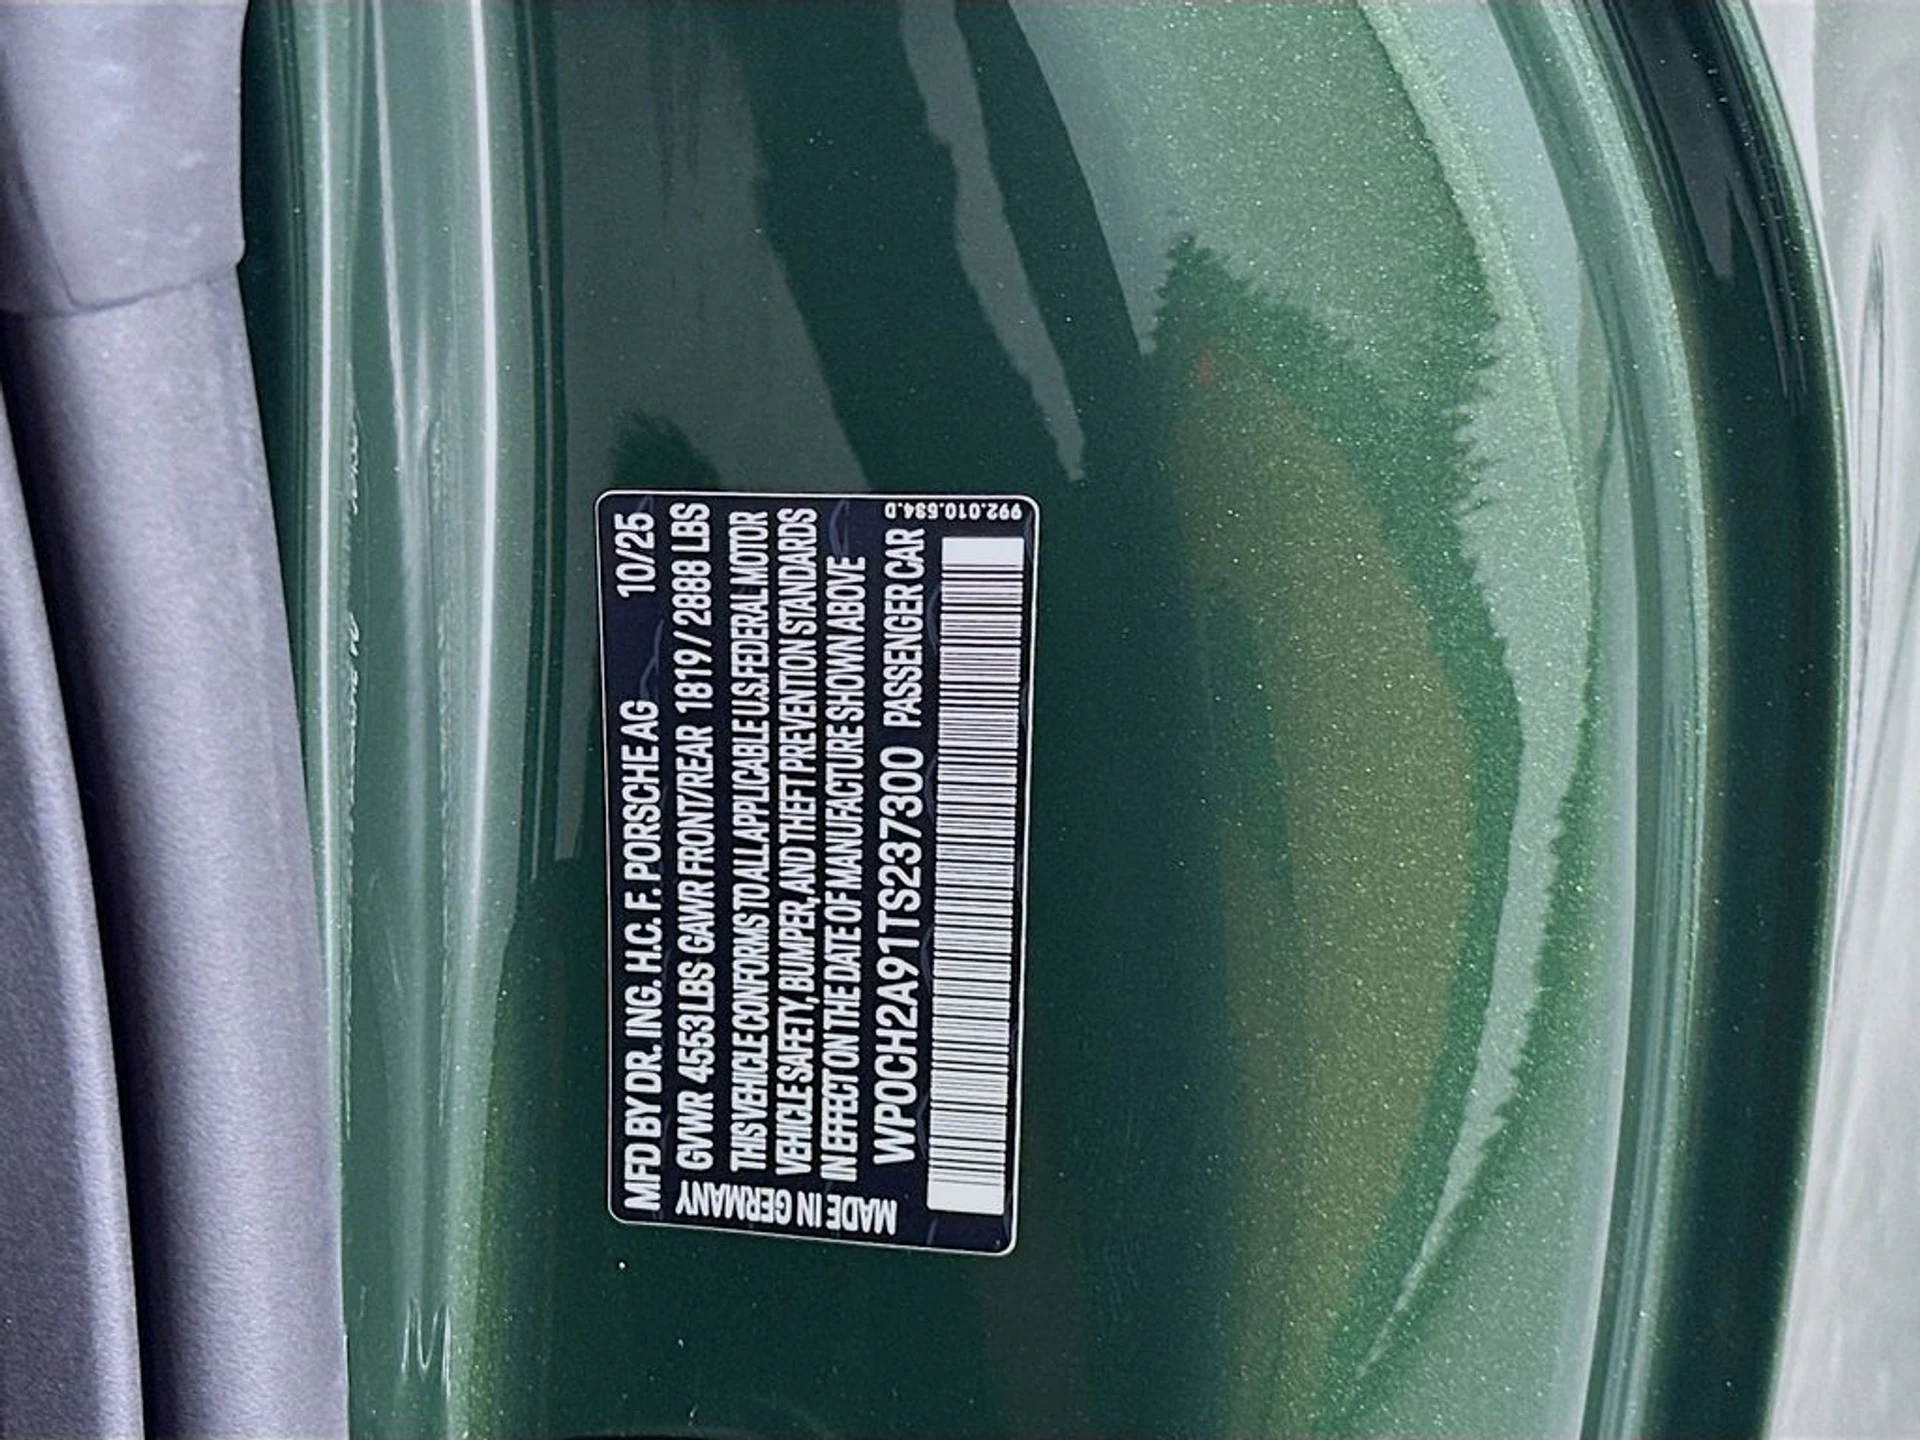 MFD BY DR. ING. H.C. F. PORSCHE AG 10/25
GVWR 4553 LBS GAWR FRONT/REAR 1819 / 2888 LBS
THIS VEHICLE CONFORMS TO ALL APPLICABLE U.S. FEDERAL MOTOR
VEHICLE SAFETY, BUMPER, AND THEFT PREVENTION STANDARDS
IN EFFECT ON THE DATE OF MANUFACTURE SHOWN ABOVE
WP0CH2A91TS237300 PASSENGER CAR
MADE IN GERMANY
992.010.584.D